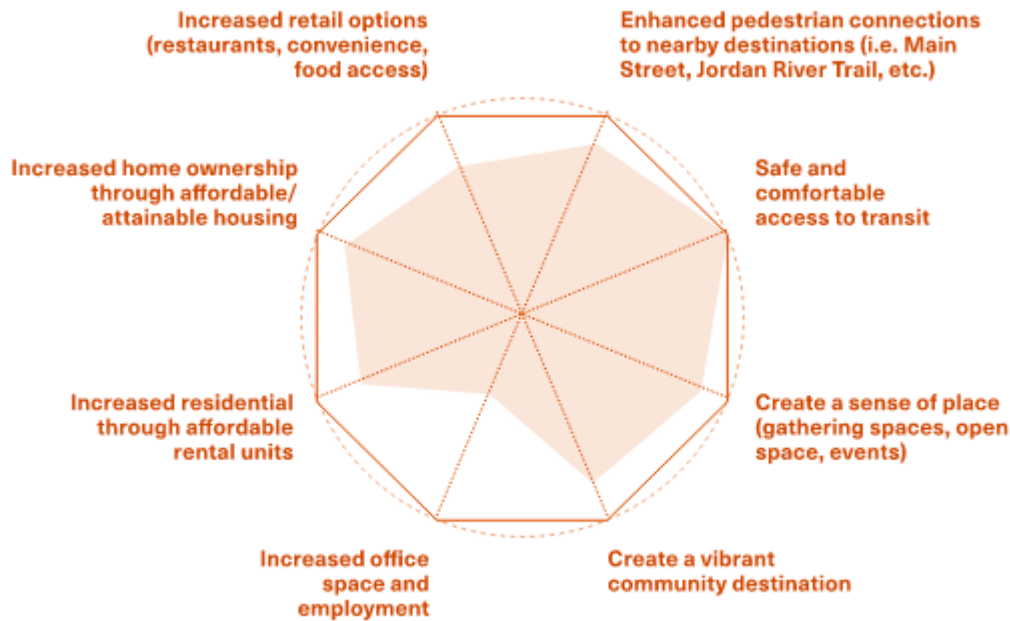 Increased retail options
(restaurants, convenience,
food access)
Enhanced pedestrian connections
to nearby destinations (i.e. Main
Street, Jordan River Trail, etc.)
Increased home ownership
through affordable/
attainable housing
Safe and
comfortable
access to transit
Increased residential
through affordable
rental units
Create a sense of place
(gathering spaces, open
space, events)
Increased office
space and
employment
Create a vibrant
community destination